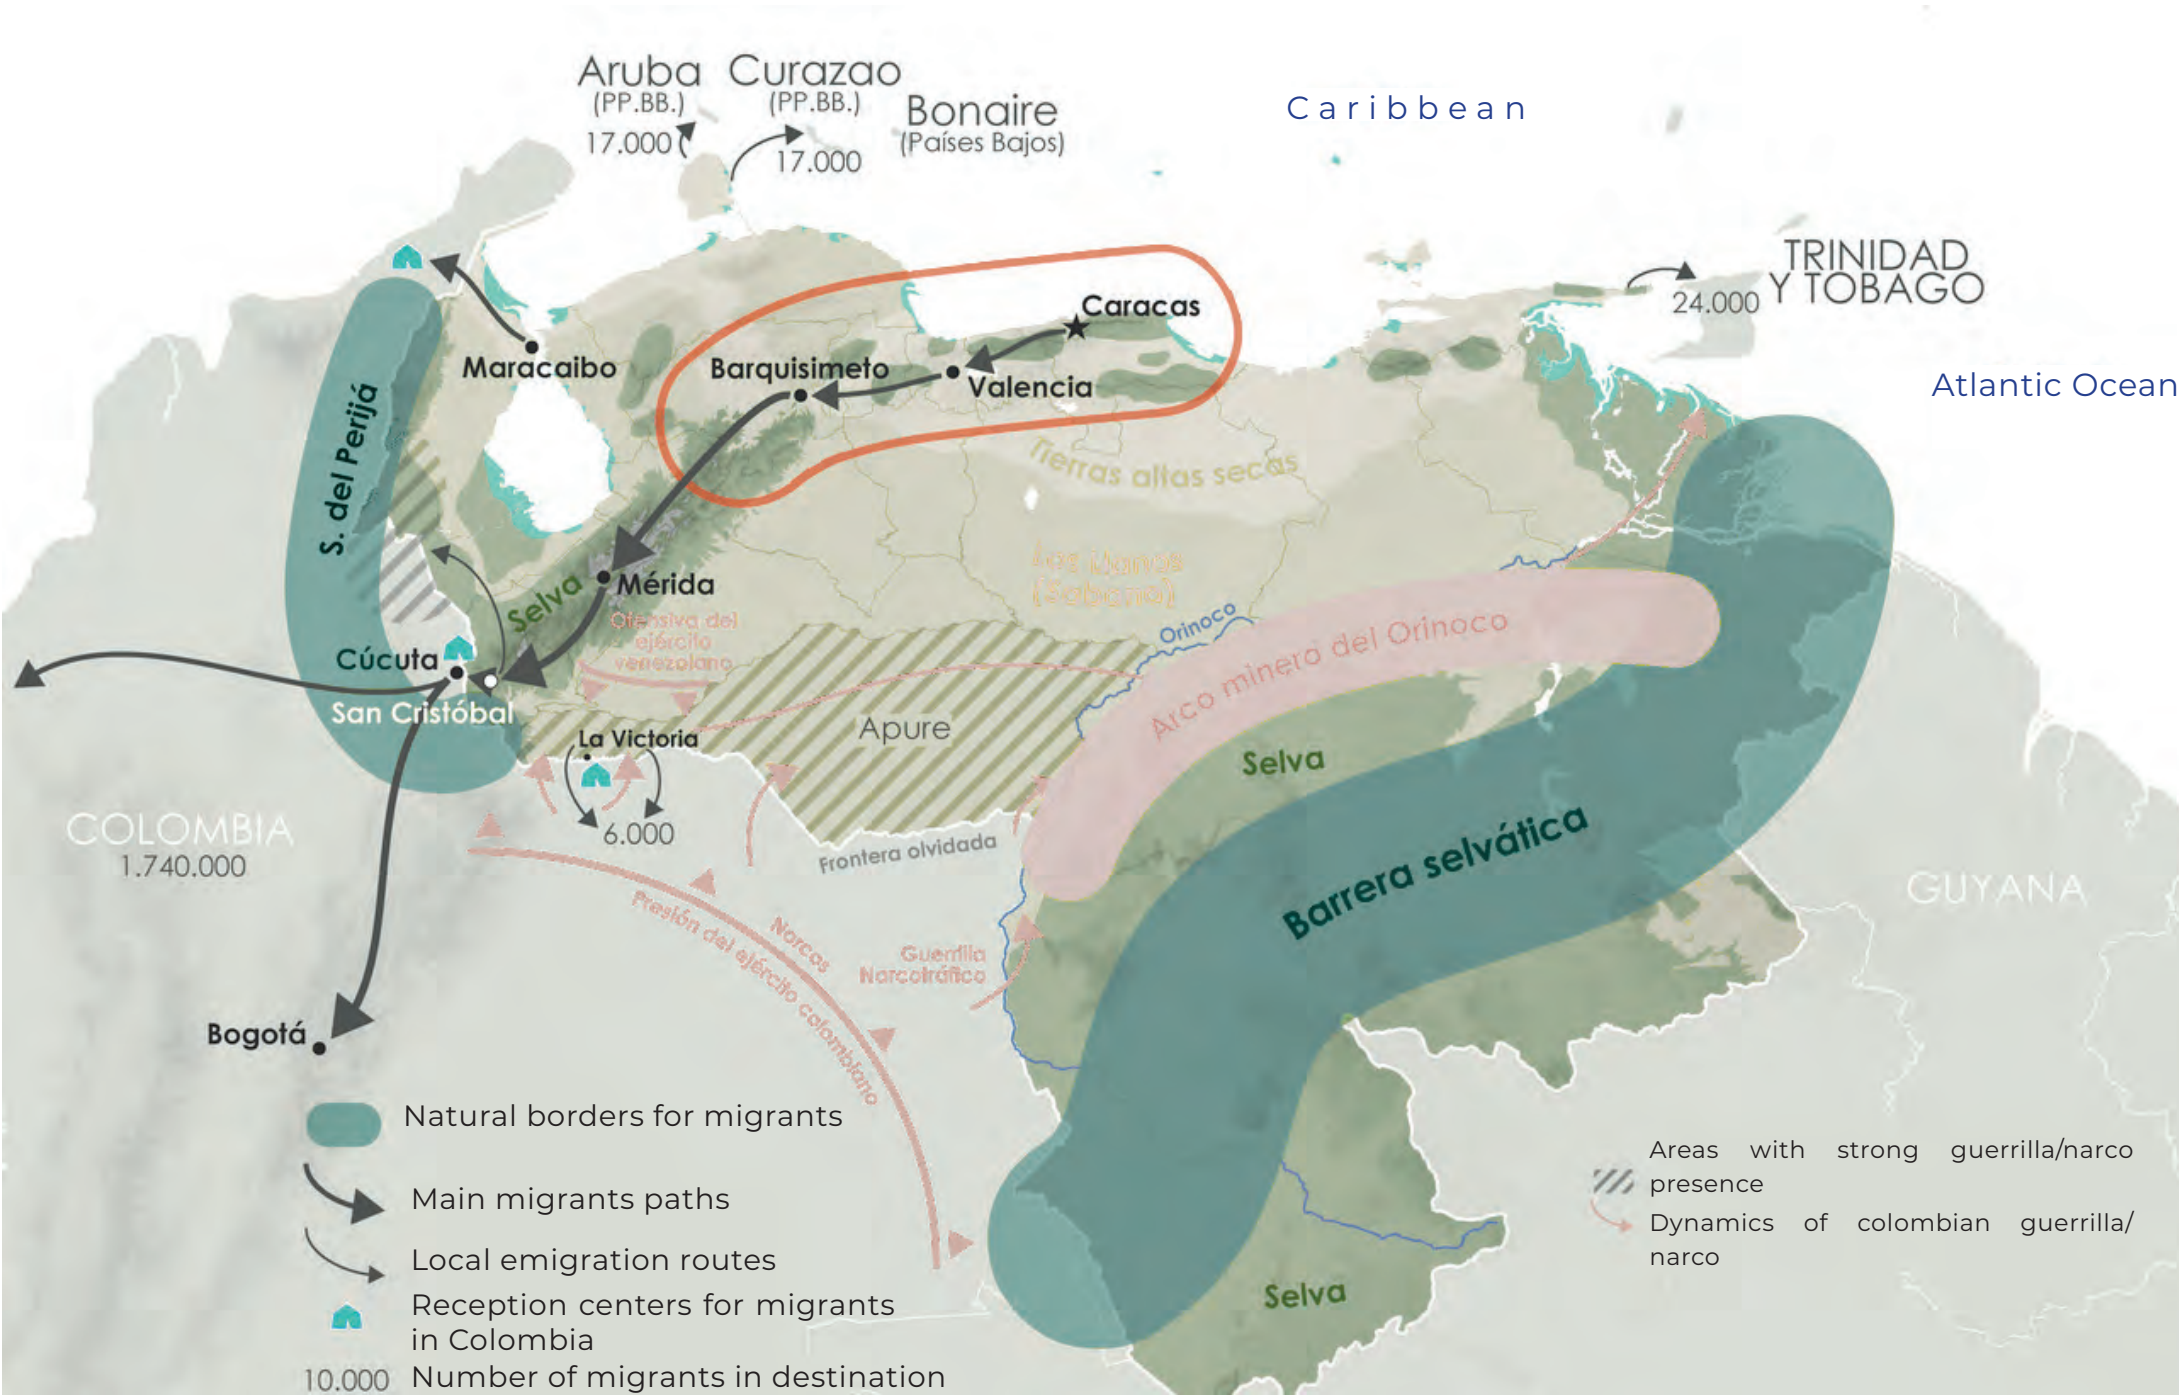 Aruba
(PP.BB.)
17.000
Curazao
(PP.BB.)
17.000
Bonaire
(Países Bajos)
Caribbean
TRINIDAD
Y TOBAGO
24.000
Atlantic Ocean
Caracas
Maracaibo
Barquisimeto
Valencia
S. del Perijá
Tierras altas secas
Los llanos
(Sabana)
Selva
Mérida
Ofensiva del
ejército
venezolano
Orinoco
Arco minero del Orinoco
Cúcuta
San Cristóbal
La Victoria
Apure
Selva
6.000
Frontera olvidada
Barrera selvática
COLOMBIA
1.740.000
GUYANA
Narcos
Presión del ejército colombiano
Guerrilla
Narcotráfico
Bogotá
Selva
Natural borders for migrants
Main migrants paths
Local emigration routes
Reception centers for migrants
in Colombia
10.000 Number of migrants in destination
Areas with strong guerrilla/narco
presence
Dynamics of colombian guerrilla/
narco